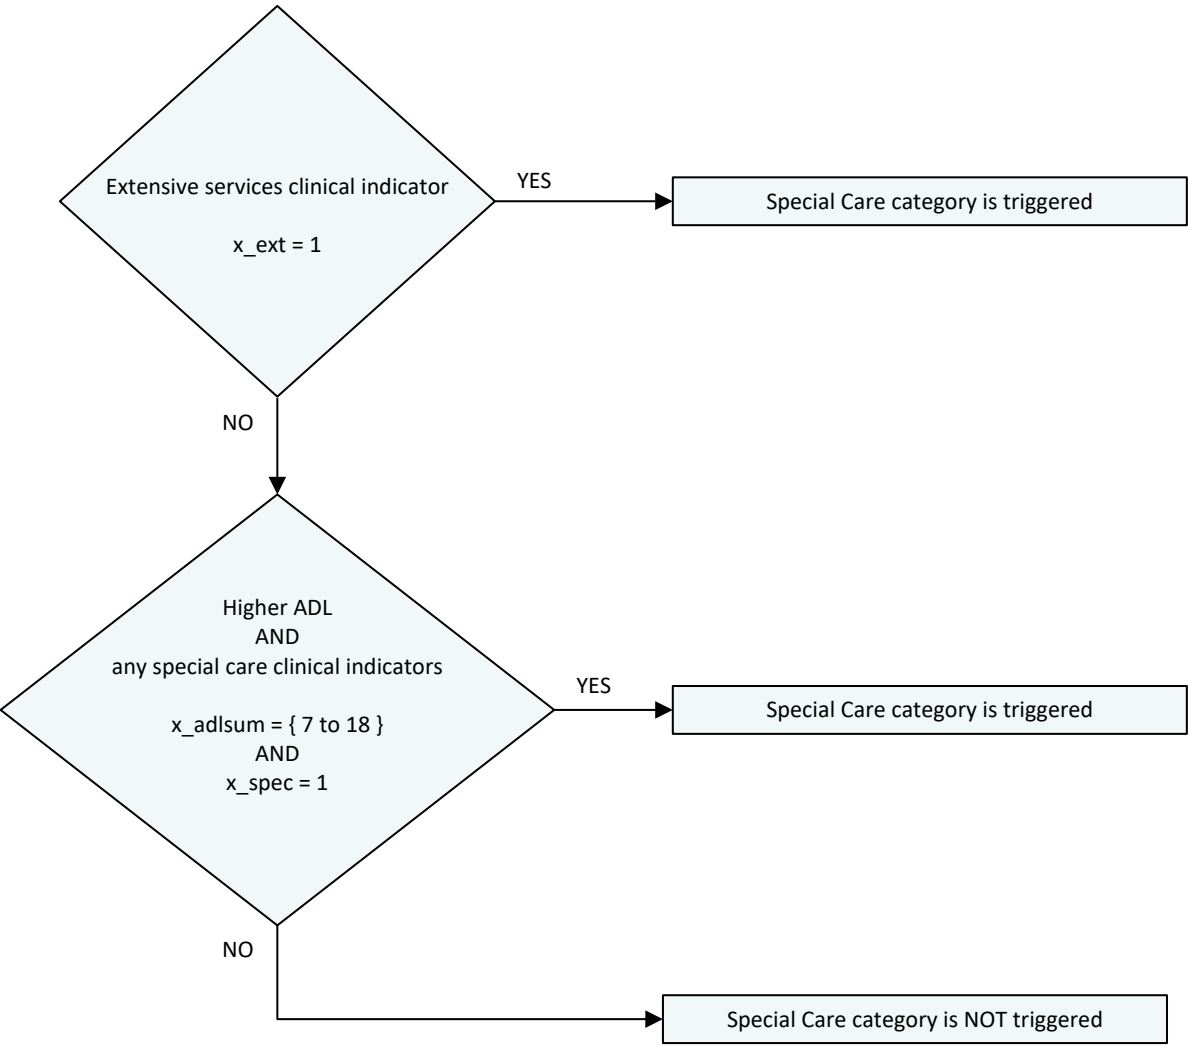 Extensive services clinical indicator
x_ext = 1
YES
Special Care category is triggered
NO
Higher ADL
AND
any special care clinical indicators
x_adlsum = { 7 to 18 }
AND
x_spec = 1
YES
Special Care category is triggered
NO
Special Care category is NOT triggered